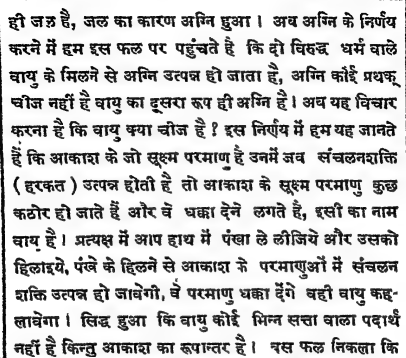 ही जल है, जल का कारण अग्नि हुआ । अब अग्नि के निर्णय
करने में हम इस फल पर पहुंचते है कि दो विरुद्ध धर्म वाले
वायु के मिलने से अग्नि उत्पन्न हो जाता है, अग्नि कोई प्रथक्
चीज नहीं है वायु का दूसरा रूप ही अग्नि है । अब यह विचार
करना है कि वायु क्या चीज है ? इस निर्णय में हम यह जानते
हैं कि आकाश के जो सूक्ष्म परमाणु है उनमें जब संचलनशक्ति
( हरकत ) उत्पन्न होती है तो आकाश के सूक्ष्म परमाणु कुछ
कठोर हो जाते हैं और वे धक्का देने लगते है, इसी का नाम
वायु है । प्रत्यक्ष में आप हाथ में पंखा ले लीजिये और उसको
हिलाइये, पंखे के हिलने से आकाश के परमाणुओं में संचलन
शक्ति उत्पन्न हो जावेगी, वे परमाणु धक्का देंगे वही वायु कह-
लावेगा । सिद्ध हुआ कि वायु कोई भिन्न सत्ता वाला पदार्थ
नहीं है किन्तु आकाश का रूपान्तर है । बस फल निकला कि